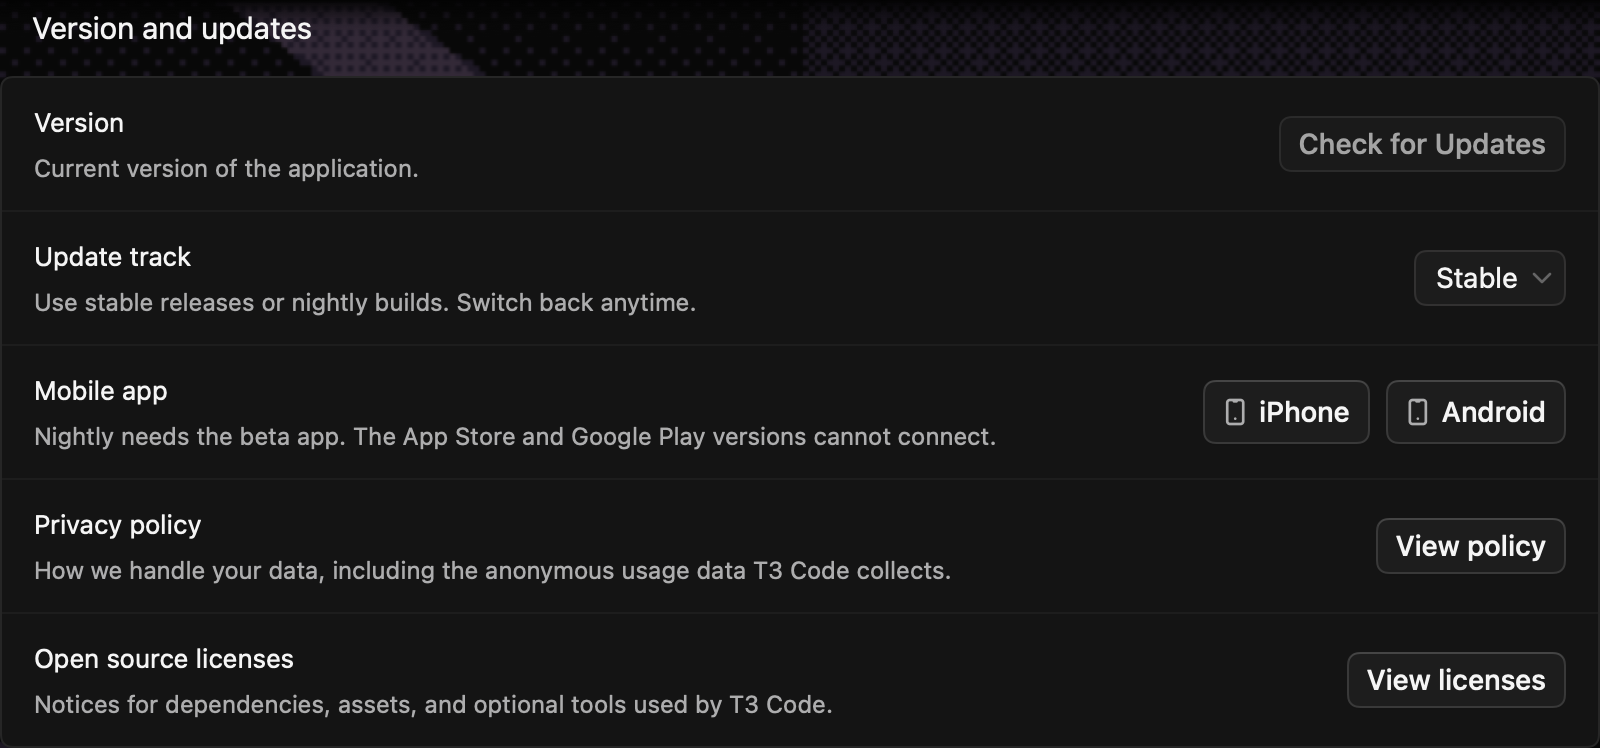 Version and updates
Version
Check for Updates
Current version of the application.
Update track
Stable
Use stable releases or nightly builds. Switch back anytime.
Mobile app
iPhone
Android
Nightly needs the beta app. The App Store and Google Play versions cannot connect.
Privacy policy
View policy
How we handle your data, including the anonymous usage data T3 Code collects.
Open source licenses
View licenses
Notices for dependencies, assets, and optional tools used by T3 Code.